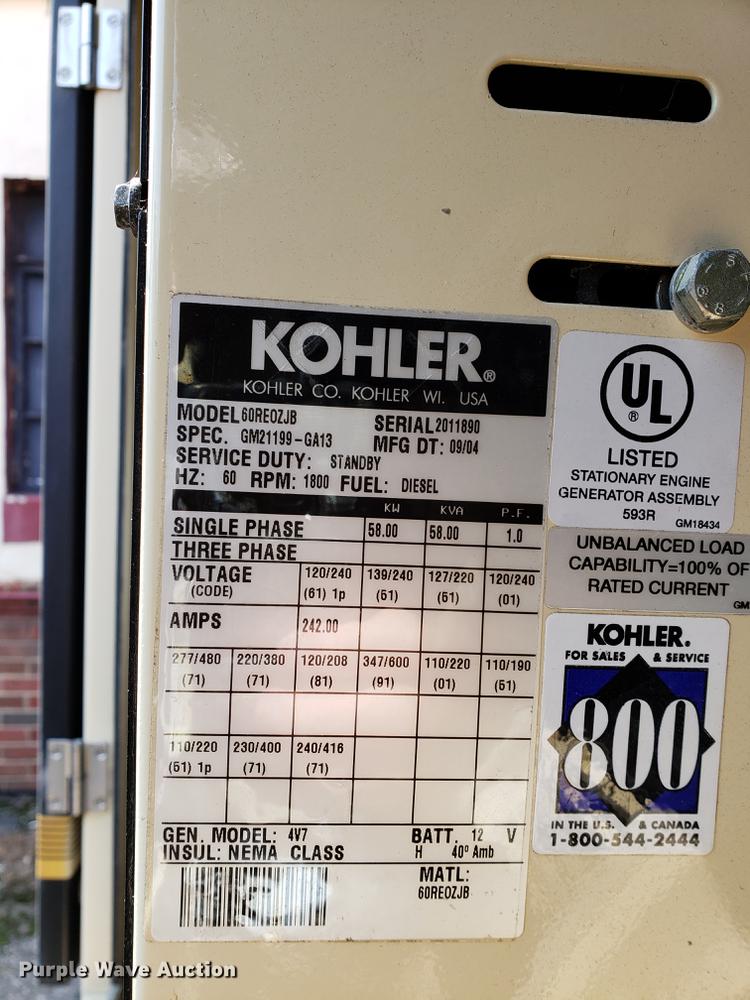 KOHLER®
KOHLER CO. KOHLER WI. USA
MODEL 60REOZJB SERIAL 2011890
SPEC. GM21199-GA13 MFG DT: 09/04
SERVICE DUTY: STANDBY
HZ: 60 RPM: 1800 FUEL: DIESEL
KW KVA P.F.
SINGLE PHASE 58.00 58.00 1.0
THREE PHASE
VOLTAGE 120/240 139/240 127/220 120/240
(CODE) (61) 1p (51) (51) (01)
AMPS 242.00
277/480 220/380 120/208 347/600 110/220 110/190
(71) (71) (81) (91) (01) (51)
110/220 230/400 240/416
(51) 1p (71) (71)
GEN. MODEL: 4V7 BATT. 12 V
INSUL: NEMA CLASS H 40º Amb
MATL:
60REOZJB
UL
®
LISTED
STATIONARY ENGINE
GENERATOR ASSEMBLY
593R
GM18434
UNBALANCED LOAD
CAPABILITY=100% OF
RATED CURRENT
GM
KOHLER.
FOR SALES & SERVICE
800
IN THE U.S. & CANADA
1-800-544-2444
Purple Wave Auction